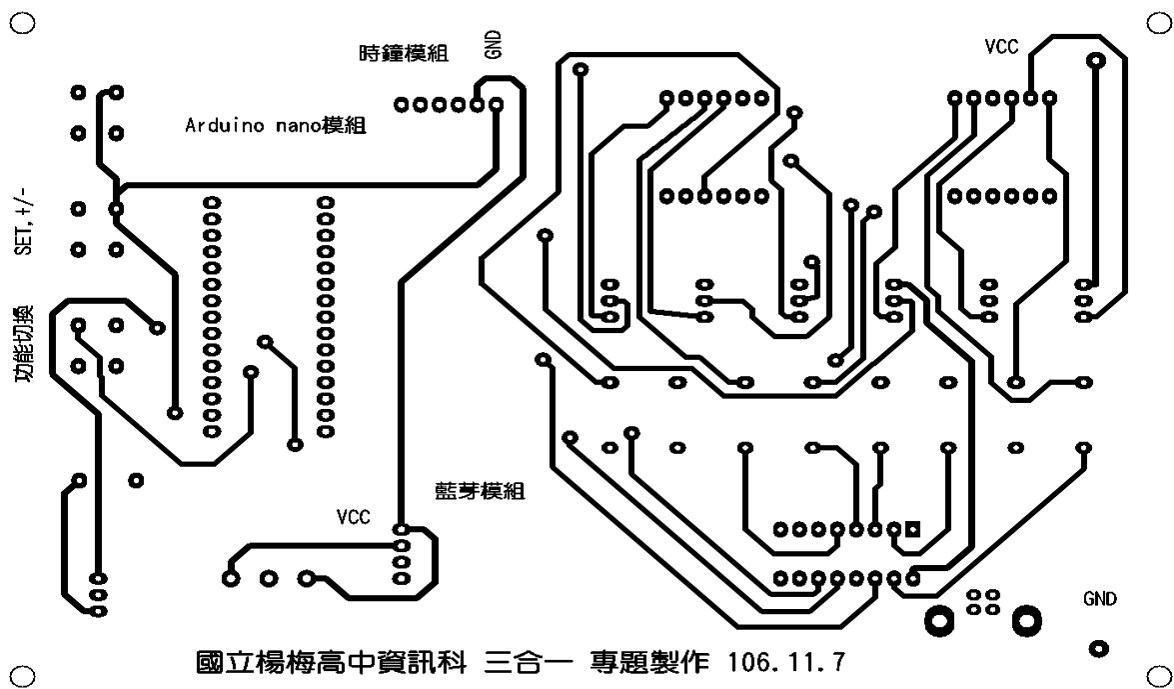 時鐘模組
GND
VCC
Arduino nano模組
SET,+/-
功能切換
藍芽模組
VCC
GND
國立楊梅高中資訊科 三合一 專題製作 106.11.7